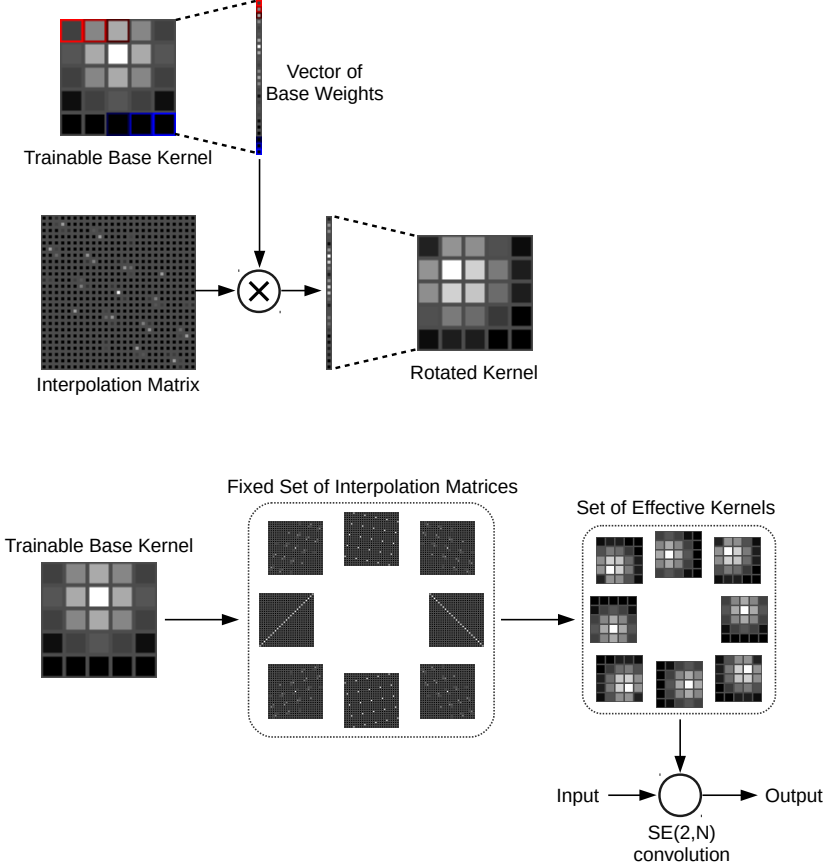 Vector of
Base Weights
Trainable Base Kernel
Interpolation Matrix
Rotated Kernel
Fixed Set of Interpolation Matrices
Set of Effective Kernels
Trainable Base Kernel
Input
Output
SE(2,N)
convolution